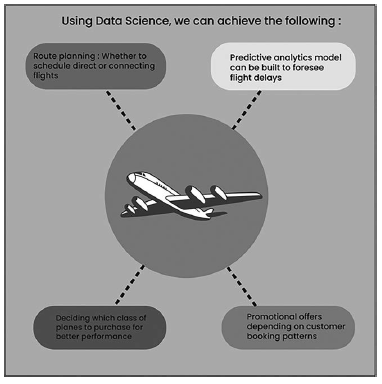 Using Data Science, we can achieve the following :
Route planning : Whether to
schedule direct or connecting
flights
Predictive analytics model
can be built to foresee
flight delays
Deciding which class of
planes to purchase for
better performance
Promotional offers
depending on customer
booking patterns